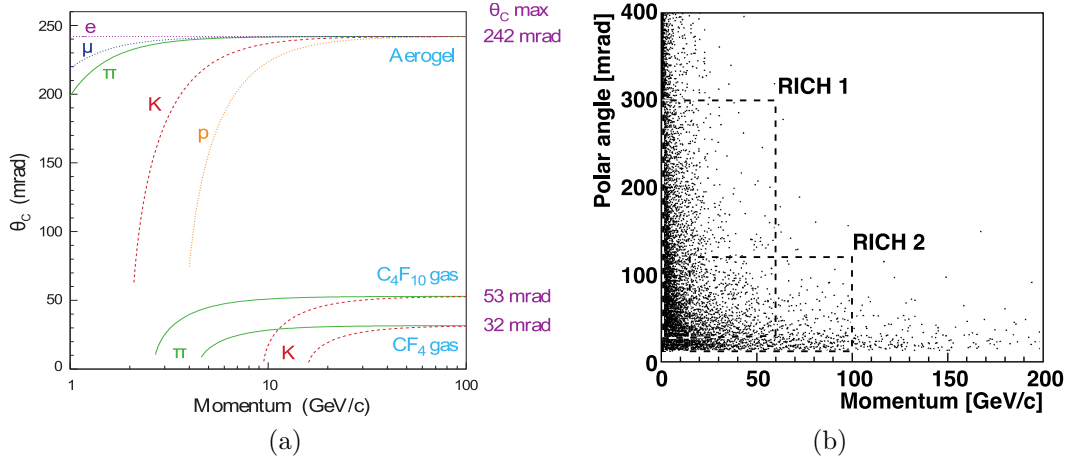 θC max
242 mrad
250
200
150
100
50
0
θC (mrad)
e
μ
π
K
p
Aerogel
C4F10 gas
53 mrad
32 mrad
π
K
CF4 gas
1
10
100
Momentum (GeV/c)
(a)
400
300
200
100
0
Polar angle [mrad]
RICH 1
RICH 2
0
50
100
150
200
Momentum [GeV/c]
(b)